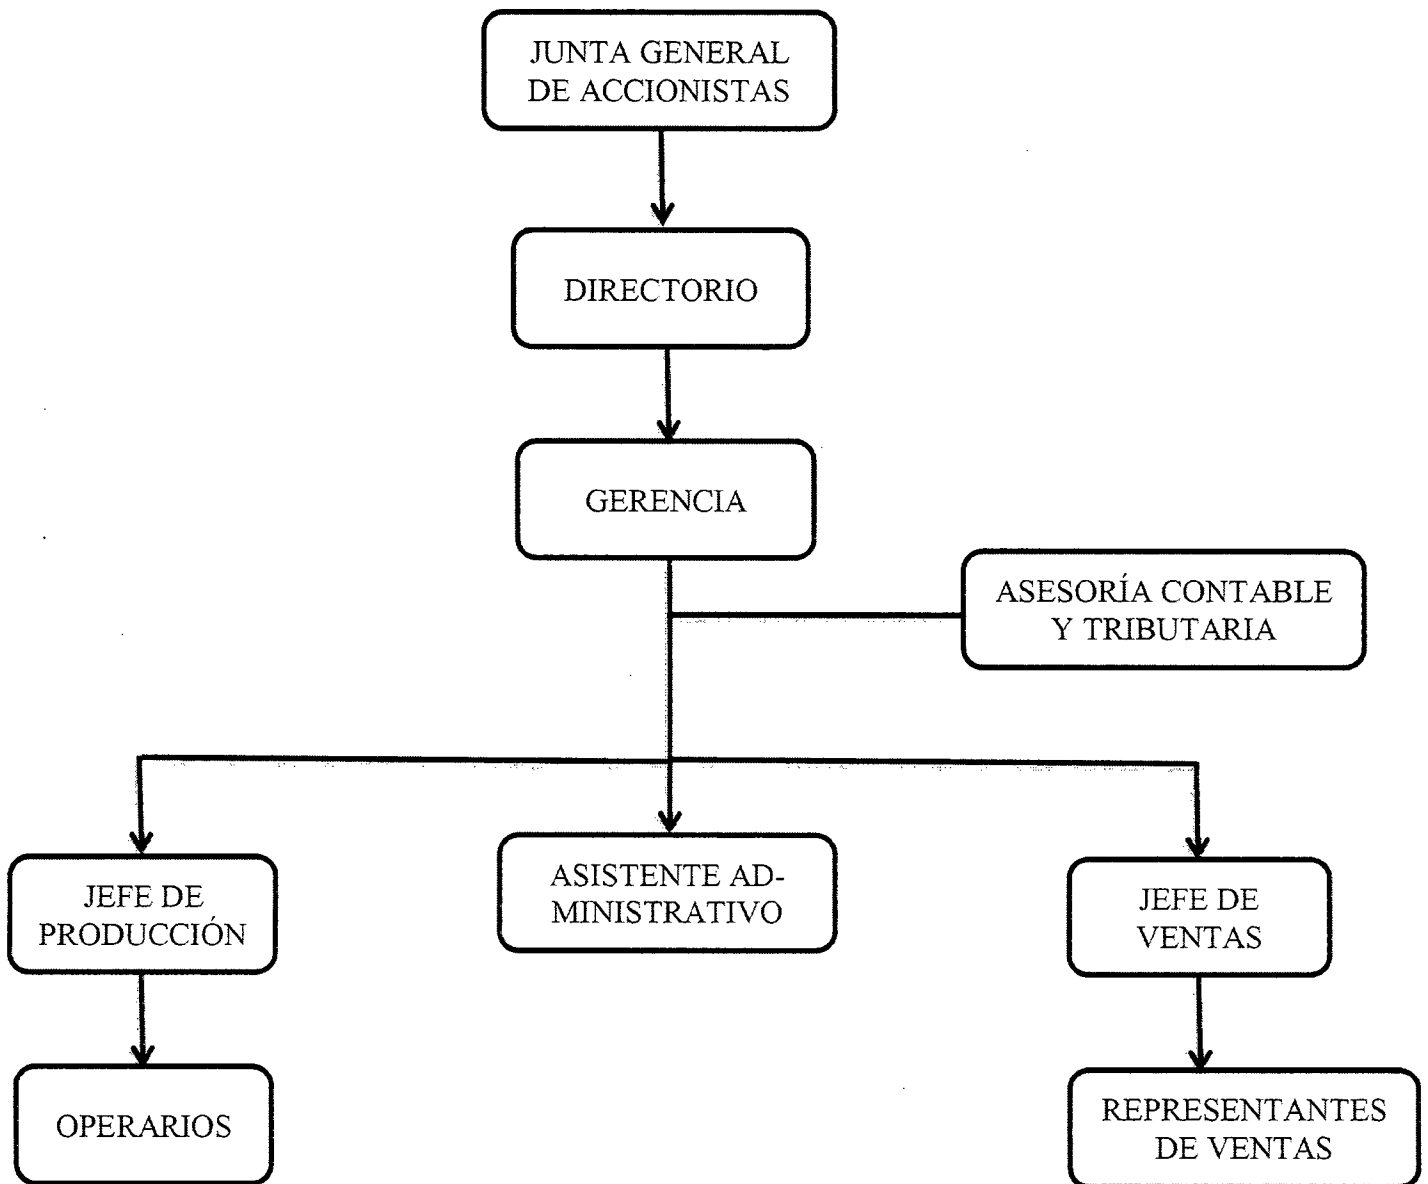 JUNTA GENERAL
DE ACCIONISTAS
DIRECTORIO
GERENCIA
ASESORÍA CONTABLE
Y TRIBUTARIA
ASISTENTE AD-
MINISTRATIVO
JEFE DE
PRODUCCIÓN
JEFE DE
VENTAS
OPERARIOS
REPRESENTANTES
DE VENTAS